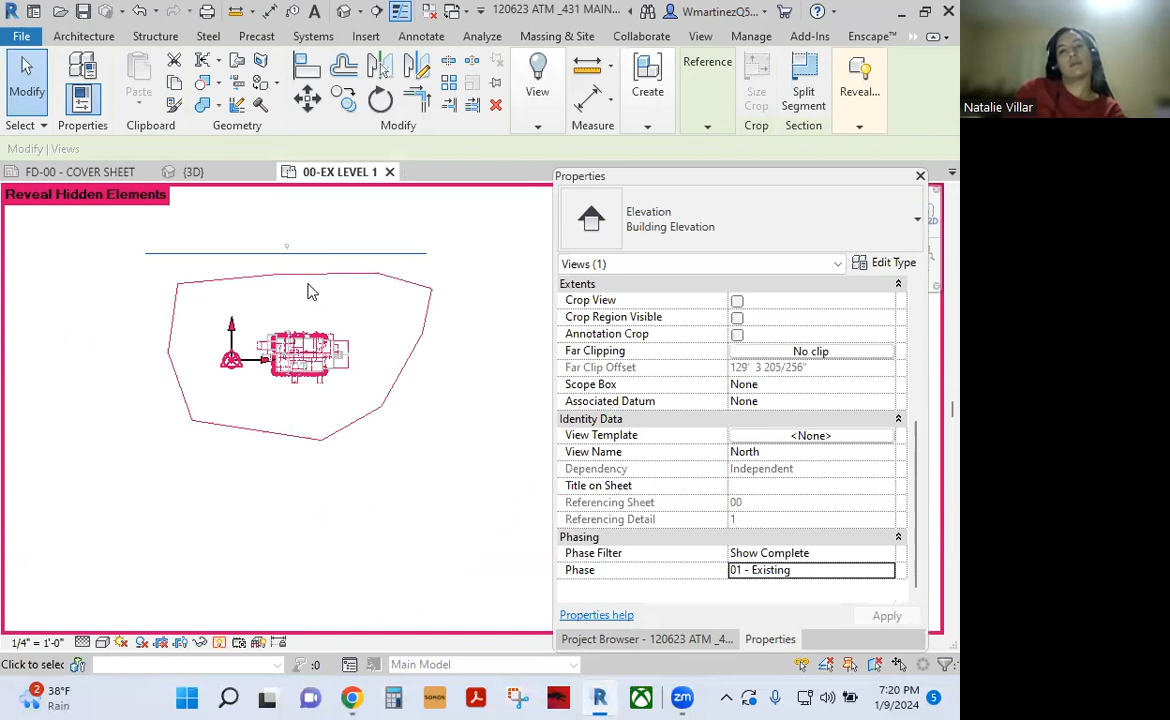 120623 ATM _431 MAIN...
WmartinezQ5...
File Architecture Structure Steel Precast Systems Insert Annotate Analyze Massing & Site Collaborate View Manage Add-Ins Enscape™
Modify
Properties
Paste
View
Create
Reference
Size Crop
Split Segment
Reveal...
Select Properties Clipboard Geometry Modify Measure Crop Section
Modify | Views
FD-00 - COVER SHEET
{3D}
00-EX LEVEL 1
Reveal Hidden Elements
Properties
Elevation
Building Elevation
Views (1)
Edit Type
Extents
Crop View
Crop Region Visible
Annotation Crop
Far Clipping No clip
Far Clip Offset 129' 3 205/256"
Scope Box None
Associated Datum None
Identity Data
View Template <None>
View Name North
Dependency Independent
Title on Sheet
Referencing Sheet 00
Referencing Detail 1
Phasing
Phase Filter Show Complete
Phase 01 - Existing
Properties help
Apply
Project Browser - 120623 ATM _4...
Properties
1/4" = 1'-0"
Click to selec
:0
Main Model
2
38°F
Rain
SONOS
zm
7:20 PM
1/9/2024
5
Natalie Villar